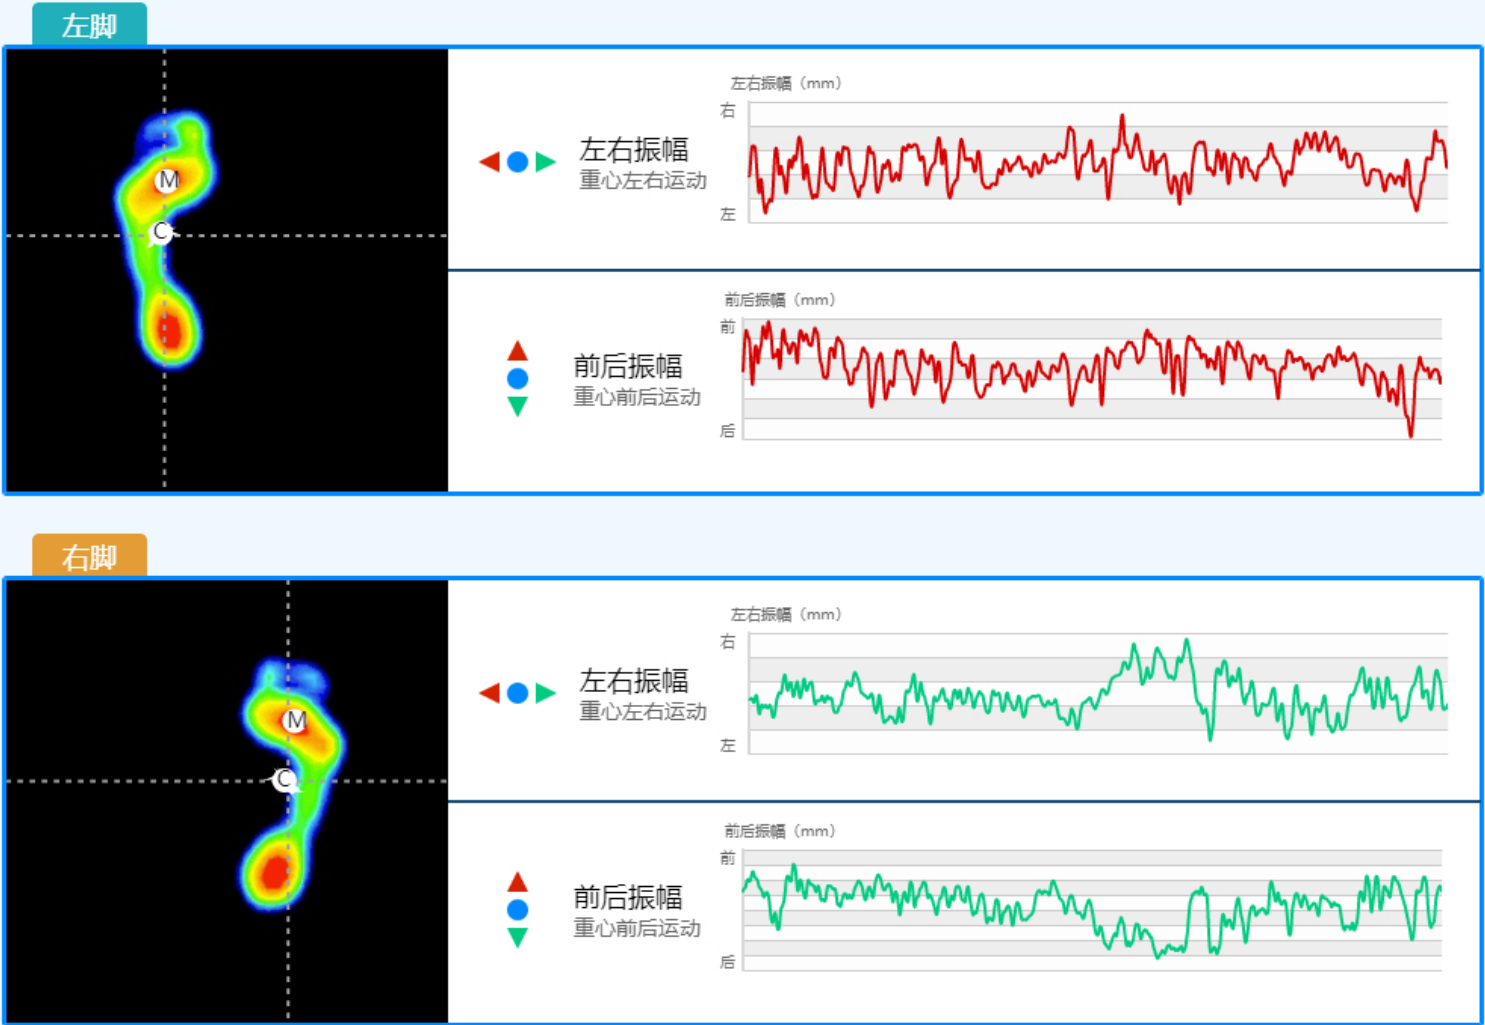 左脚
左右振幅（mm）
右
左右振幅
重心左右运动
左
M
C
前后振幅（mm）
前
前后振幅
重心前后运动
后
右脚
左右振幅（mm）
右
左右振幅
重心左右运动
左
M
C
前后振幅（mm）
前
前后振幅
重心前后运动
后